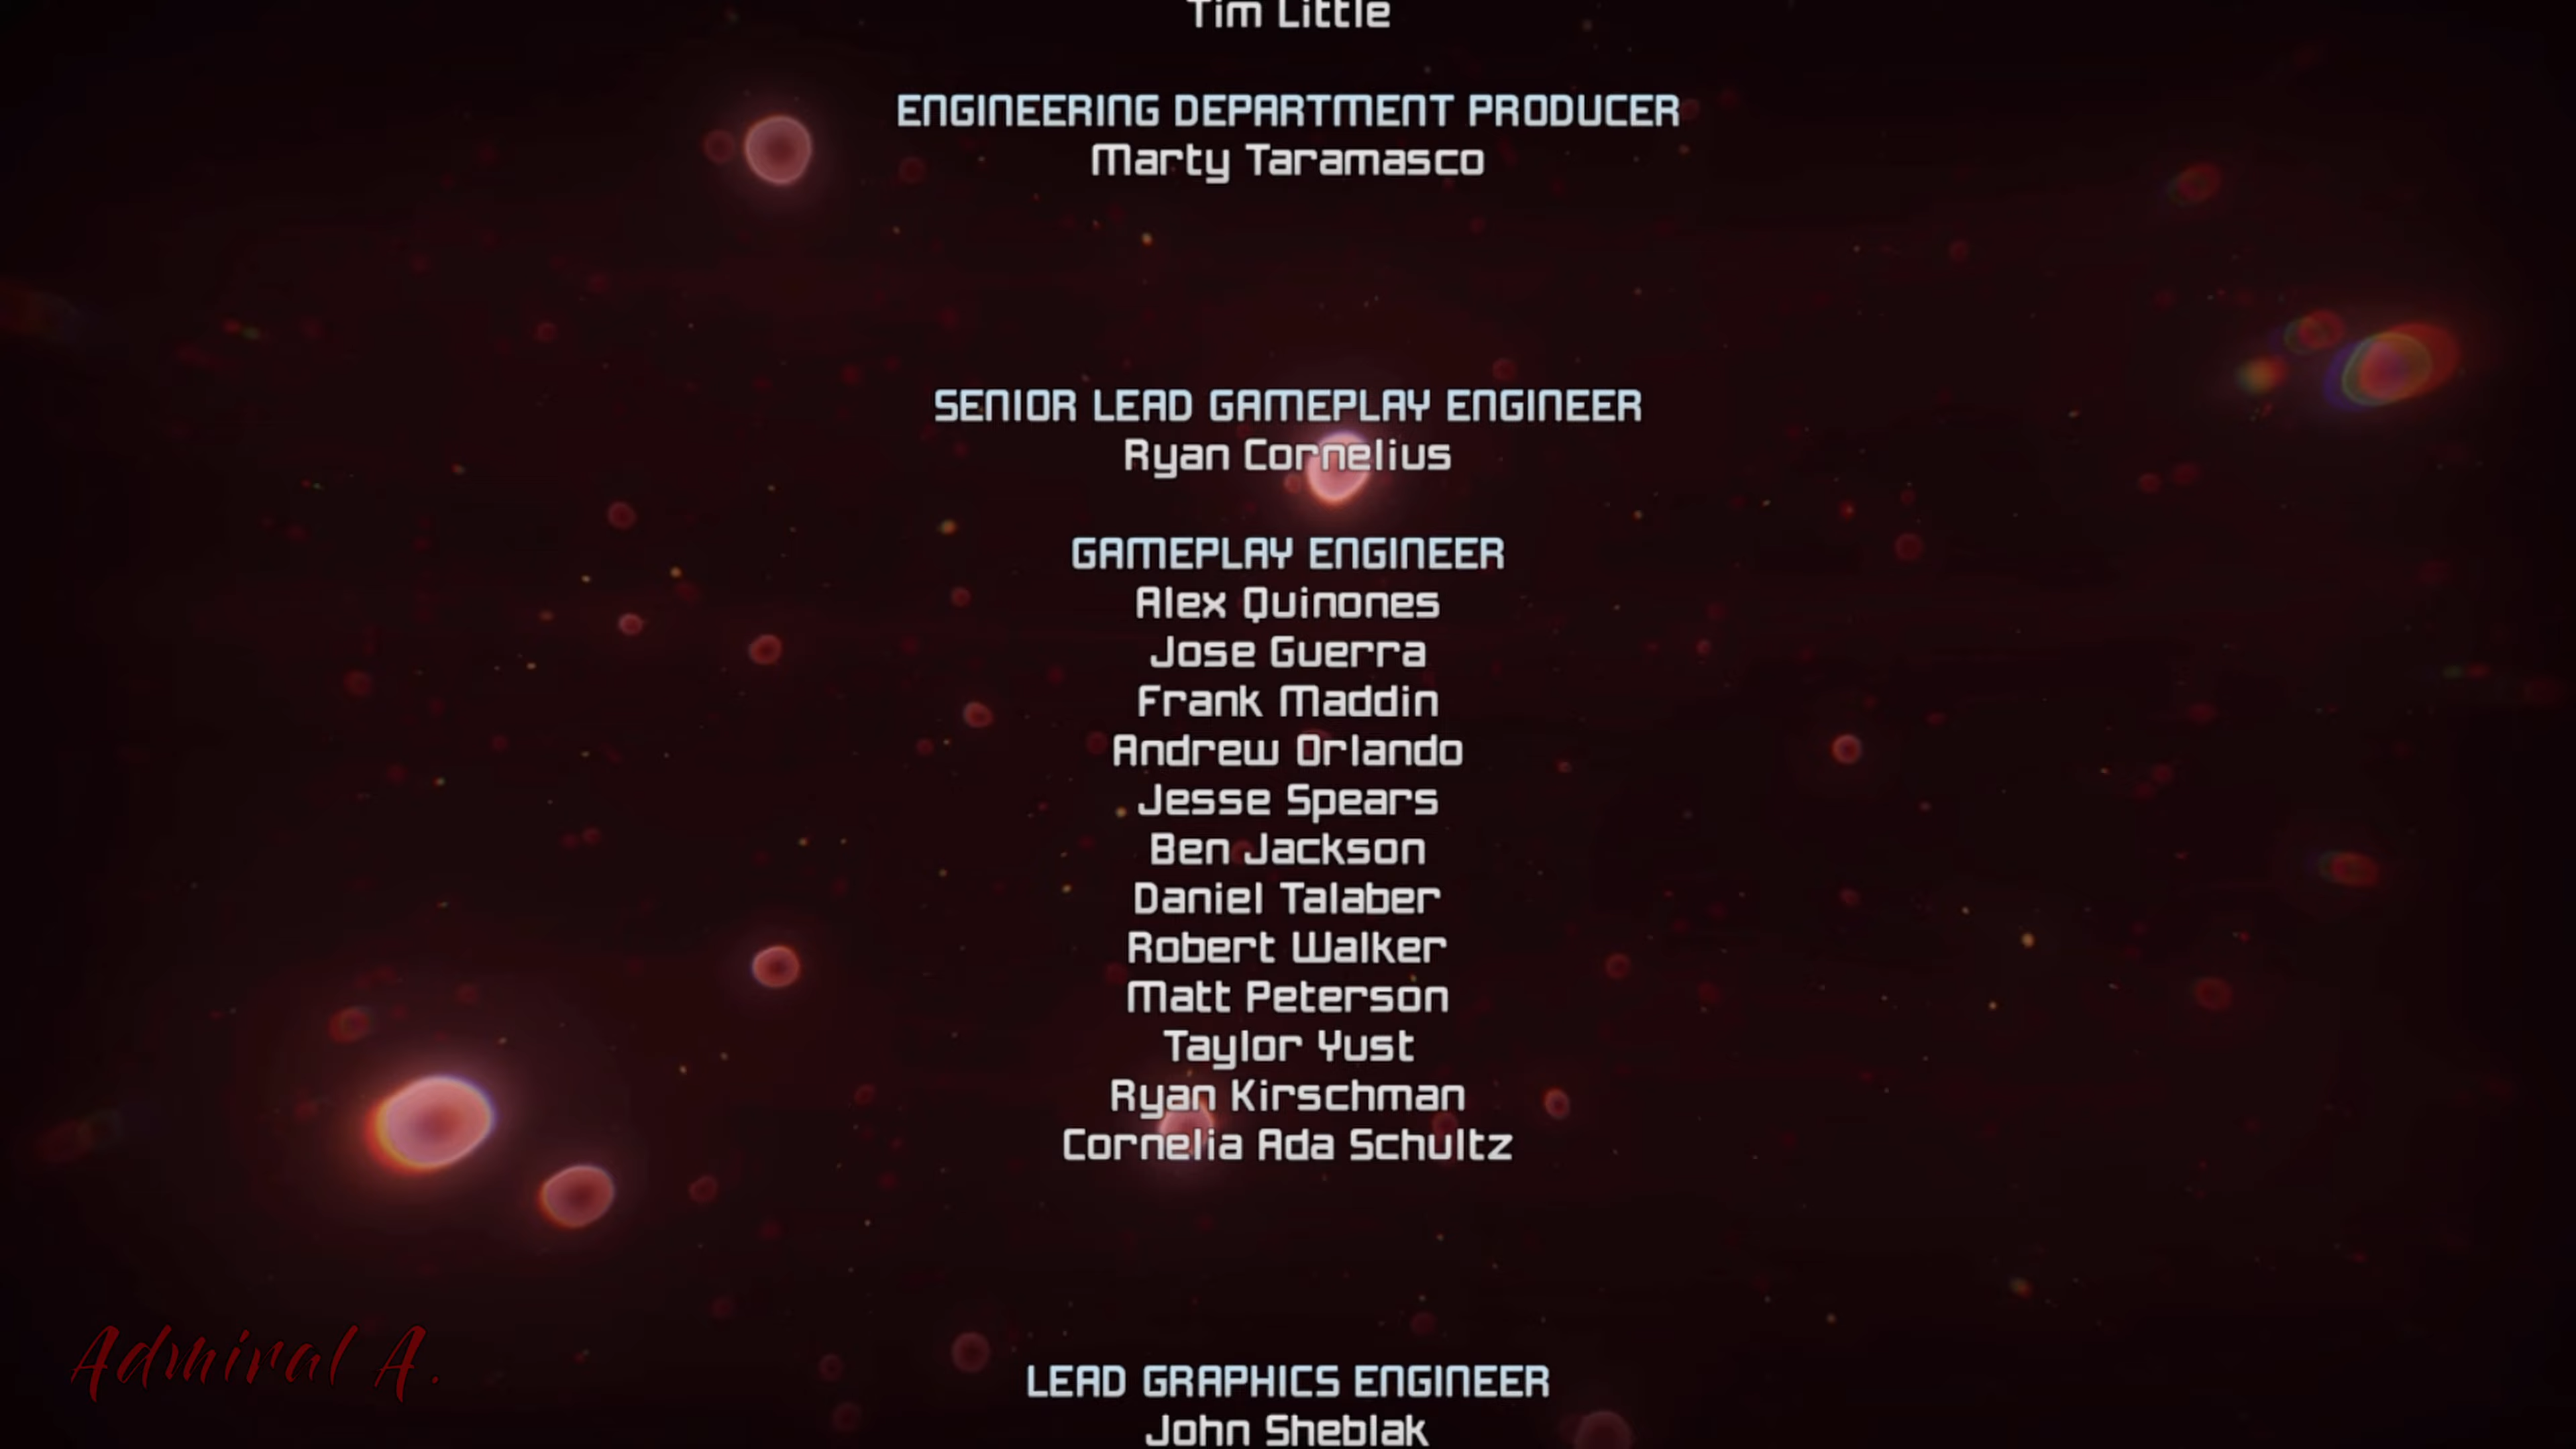 Tim Little
ENGINEERING DEPARTMENT PRODUCER
Marty Taramasco
SENIOR LEAD GAMEPLAY ENGINEER
Ryan Cornelius
GAMEPLAY ENGINEER
Alex Quinones
Jose Guerra
Frank Maddin
Andrew Orlando
Jesse Spears
Ben Jackson
Daniel Talaber
Robert Walker
Matt Peterson
Taylor Yust
Ryan Kirschman
Cornelia Ada Schultz
Admiral A.
LEAD GRAPHICS ENGINEER
John Sheblak